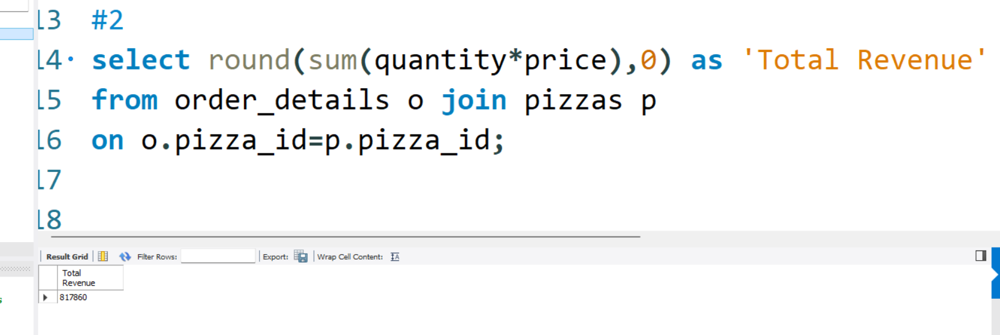 13 #2
14 select round(sum(quantity*price),0) as 'Total Revenue'
15 from order_details o join pizzas p
16 on o.pizza_id=p.pizza_id;
17
18
Result Grid Filter Rows: Export: Wrap Cell Content:
Total
Revenue
817860